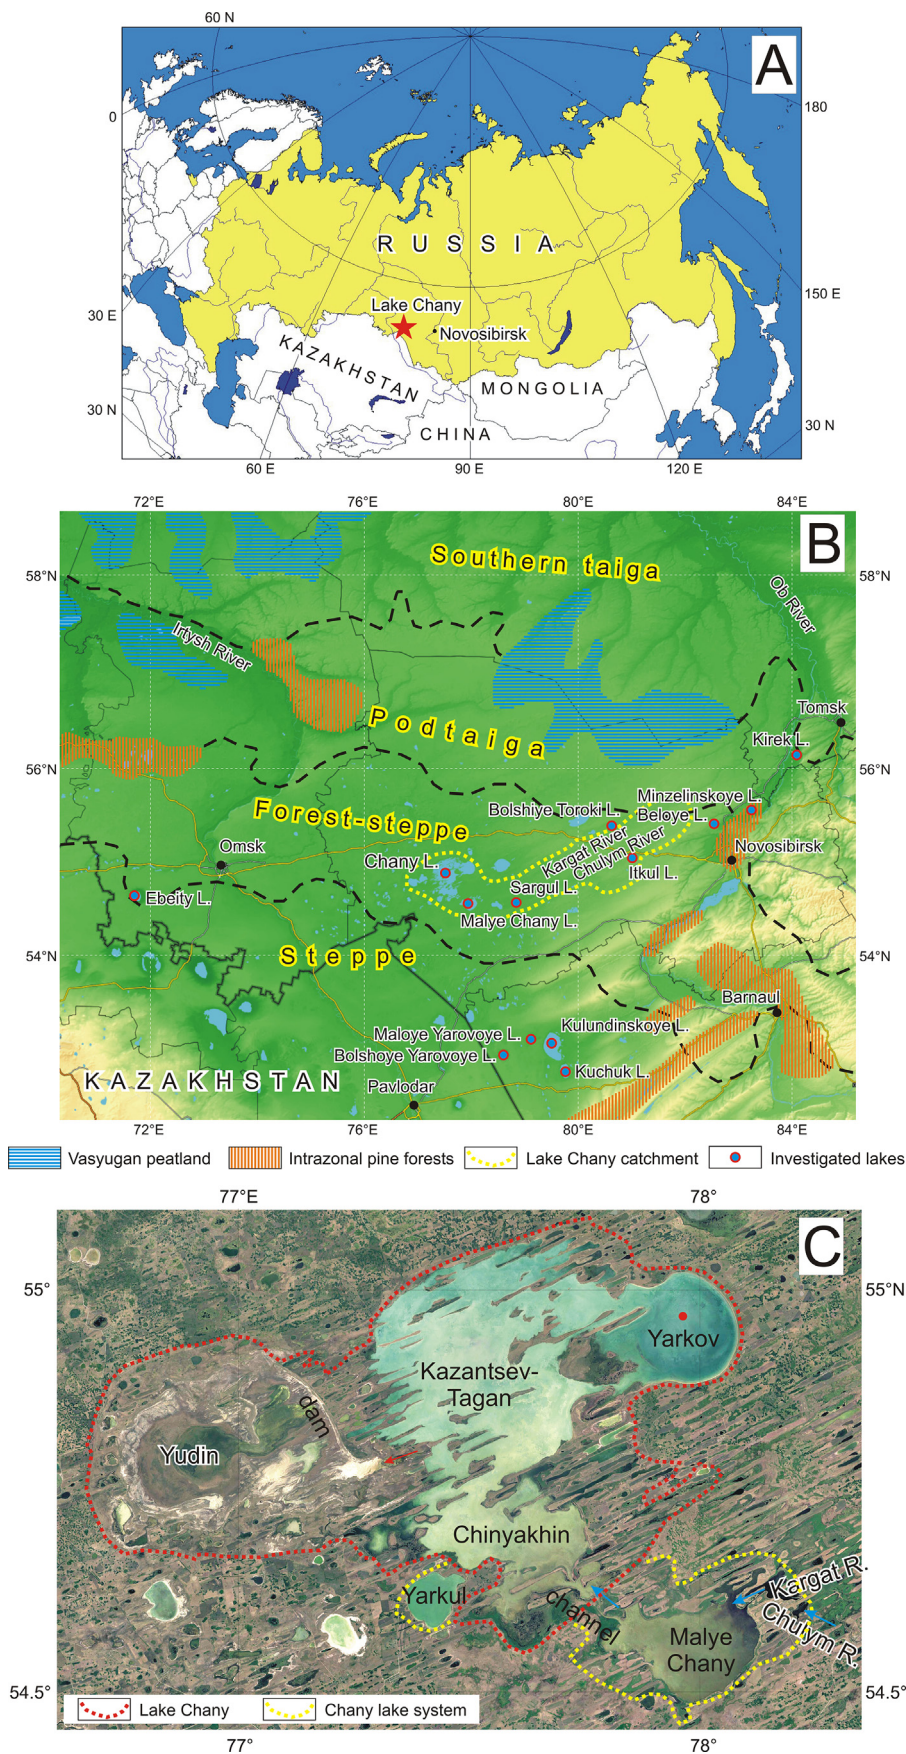 60 N
A
0
180
RUSSIA
Lake Chany
150 E
30 E
Novosibirsk
KAZAKHSTAN
MONGOLIA
30 N
CHINA
30 N
60 E
90 E
120 E
72°E
76°E
80°E
84°E
B
Southern taiga
58°N
58°N
Ob River
Irtysh River
Podtaiga
Tomsk
Kirek L.
56°N
56°N
Minzelinskoye L.
Forest-steppe
Bolshiye Toroki L.
Beloye L.
Kargat River
Chulym River
Omsk
Novosibirsk
Chany L.
Itkul L.
Sargul L.
Ebeity L.
Malye Chany L.
54°N
Steppe
54°N
Barnaul
Maloye Yarovoye L.
Kulundinskoye L.
Bolshoye Yarovoye L.
Kuchuk L.
KAZAKHSTAN
Pavlodar
72°E
76°E
80°E
84°E
Vasyugan peatland
Intrazonal pine forests
Lake Chany catchment
Investigated lakes
77°E
78°
C
55°
55°N
Yarkov
Kazantsev-
Tagan
dam
Yudin
Chinyakhin
Yarkul
channel
Kargat R.
Chulym R.
Malye
Chany
54.5°
54.5°
Lake Chany
Chany lake system
77°
78°